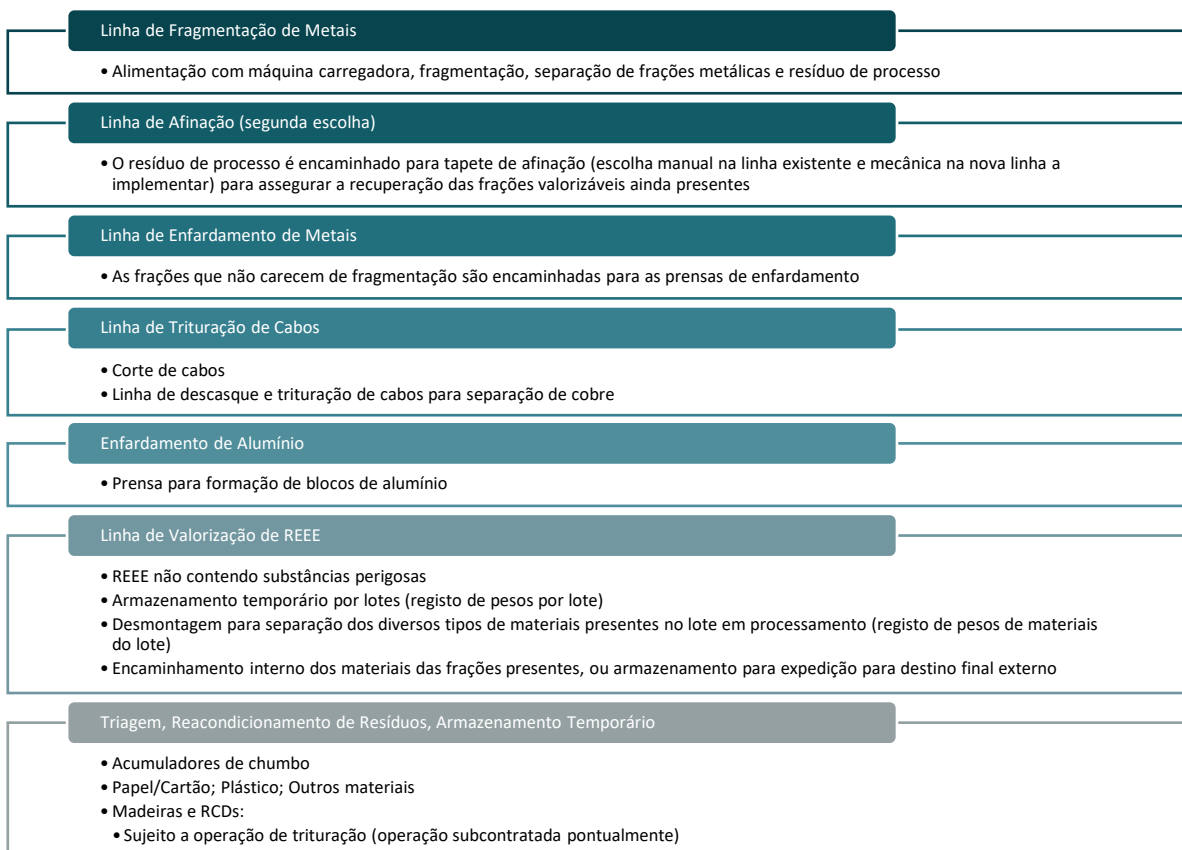 Linha de Fragmentação de Metais
• Alimentação com máquina carregadora, fragmentação, separação de frações metálicas e resíduo de processo
Linha de Afinação (segunda escolha)
• O resíduo de processo é encaminhado para tapete de afinação (escolha manual na linha existente e mecânica na nova linha a
implementar) para assegurar a recuperação das frações valorizáveis ainda presentes
Linha de Enfardamento de Metais
• As frações que não carecem de fragmentação são encaminhadas para as prensas de enfardamento
Linha de Trituração de Cabos
• Corte de cabos
• Linha de descasque e trituração de cabos para separação de cobre
Enfardamento de Alumínio
• Prensa para formação de blocos de alumínio
Linha de Valorização de REEE
• REEE não contendo substâncias perigosas
• Armazenamento temporário por lotes (registo de pesos por lote)
• Desmontagem para separação dos diversos tipos de materiais presentes no lote em processamento (registo de pesos de materiais
do lote)
• Encaminhamento interno dos materiais das frações presentes, ou armazenamento para expedição para destino final externo
Triagem, Reacondicionamento de Resíduos, Armazenamento Temporário
• Acumuladores de chumbo
• Papel/Cartão; Plástico; Outros materiais
• Madeiras e RCDs:
• Sujeito a operação de trituração (operação subcontratada pontualmente)